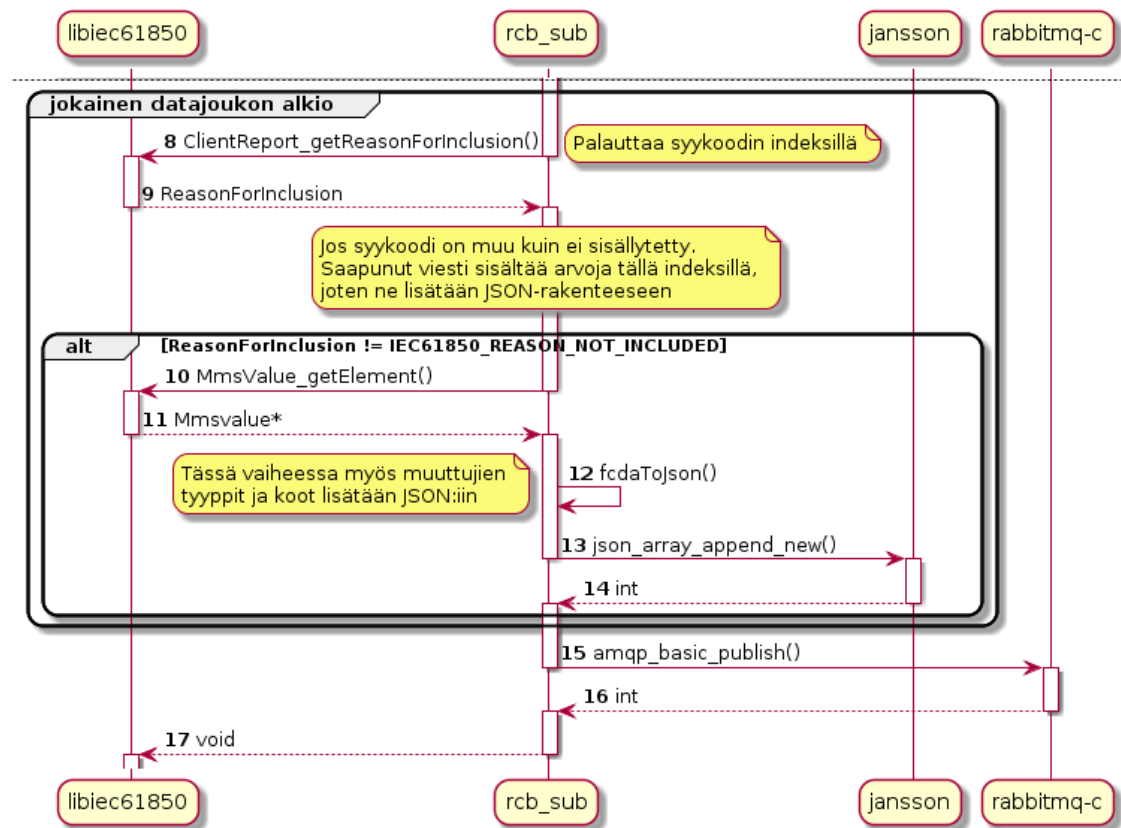 libiec61850
rcb_sub
jansson
rabbitmq-c
jokainen datajoukon alkio
8 ClientReport_getReasonForInclusion()
Palauttaa syykoodin indeksillä
9 ReasonForInclusion
Jos syykoodi on muu kuin ei sisällytetty.
Saapunut viesti sisältää arvoja tällä indeksillä,
joten ne lisätään JSON-rakenteeseen
alt [ReasonForInclusion != IEC61850_REASON_NOT_INCLUDED]
10 MmsValue_getElement()
11 Mmsvalue*
Tässä vaiheessa myös muuttujien
tyyppit ja koot lisätään JSON:iin
12 fcdaToJson()
13 json_array_append_new()
14 int
15 amqp_basic_publish()
16 int
17 void
libiec61850
rcb_sub
jansson
rabbitmq-c